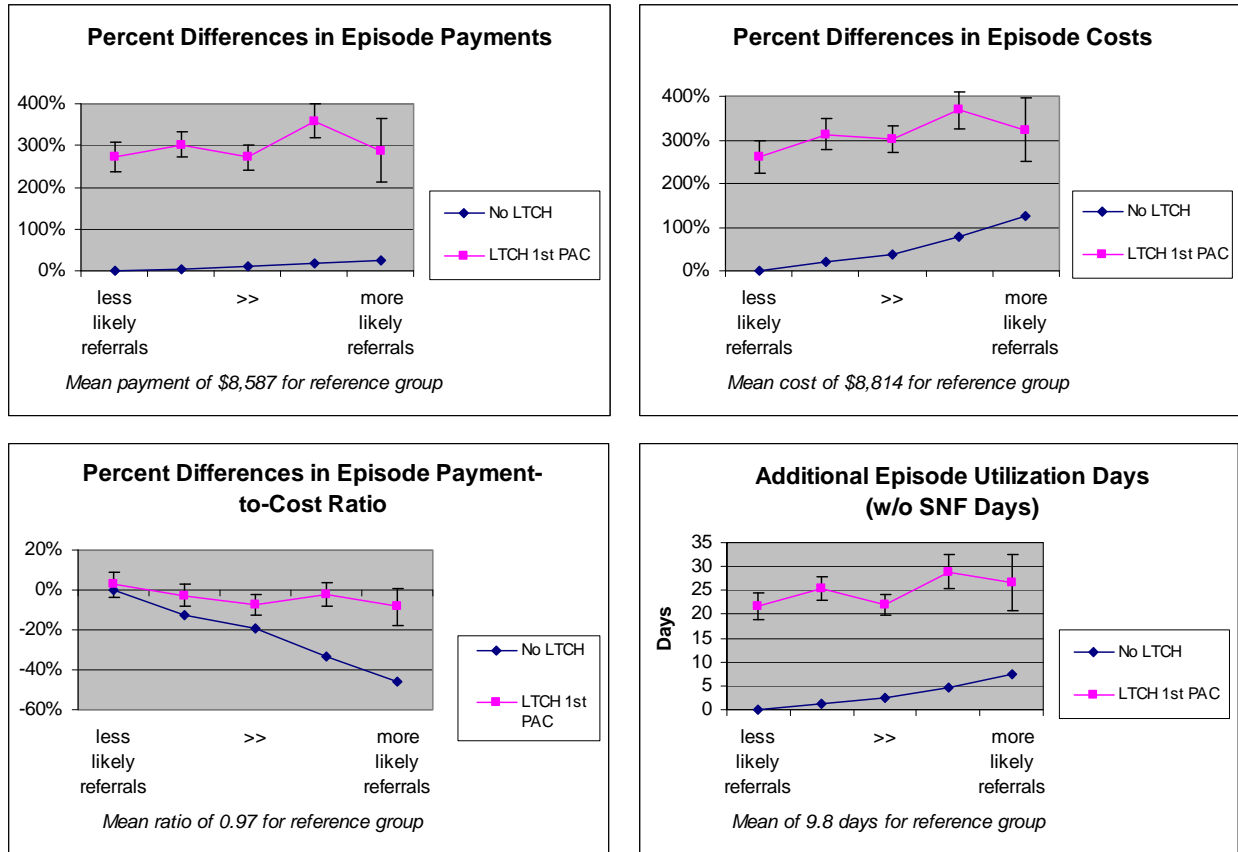 Percent Differences in Episode Payments
400%
300%
200%
100%
0%
less
likely
referrals
>>
more
likely
referrals
No LTCH
LTCH 1st PAC
Mean payment of $8,587 for reference group
Percent Differences in Episode Costs
400%
300%
200%
100%
0%
less
likely
referrals
>>
more
likely
referrals
No LTCH
LTCH 1st PAC
Mean cost of $8,814 for reference group
Percent Differences in Episode Payment-
to-Cost Ratio
20%
0%
-20%
-40%
-60%
less
likely
referrals
>>
more
likely
referrals
No LTCH
LTCH 1st
PAC
Mean ratio of 0.97 for reference group
Additional Episode Utilization Days
(w/o SNF Days)
Days
35
30
25
20
15
10
5
0
less
likely
referrals
>>
more
likely
referrals
No LTCH
LTCH 1st PAC
Mean of 9.8 days for reference group